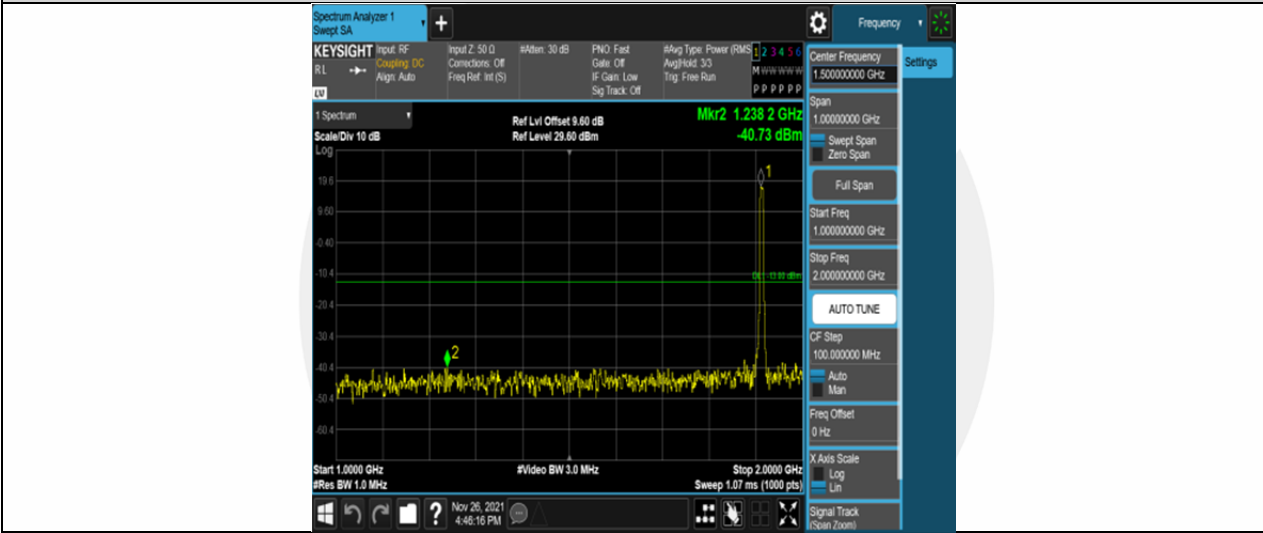 Spectrum Analyzer 1
Swept SA
Frequency
KEYSIGHT Input: RF
Coupling: DC
Align: Auto
RL
LV
Input Z: 50 Ω
Corrections: Off
Freq Ref: Int (S)
#Atten: 30 dB
PNO: Fast
Gate: Off
IF Gain: Low
Sig Track: Off
#Avg Type: Power (RMS
Avg|Hold: 3/3
Trig: Free Run
1 2 3 4 5 6
M W W W W W
P P P P P P
Center Frequency
1.500000000 GHz
Settings
Span
1.00000000 GHz
Swept Span
Zero Span
Full Span
Start Freq
1.000000000 GHz
Stop Freq
2.000000000 GHz
AUTO TUNE
CF Step
100.000000 MHz
Auto
Man
Freq Offset
0 Hz
X Axis Scale
Log
Lin
Signal Track
(Span Zoom)
1 Spectrum
Scale/Div 10 dB
Log
Ref Lvl Offset 9.60 dB
Ref Level 29.60 dBm
Mkr2 1.238 2 GHz
-40.73 dBm
1
19.6
9.60
-0.40
-10.4
DL1 -13.00 dBm
-20.4
-30.4
2
-40.4
-50.4
-60.4
Start 1.0000 GHz
#Video BW 3.0 MHz
Stop 2.0000 GHz
#Res BW 1.0 MHz
Sweep 1.07 ms (1000 pts)
Nov 26, 2021
4:46:16 PM